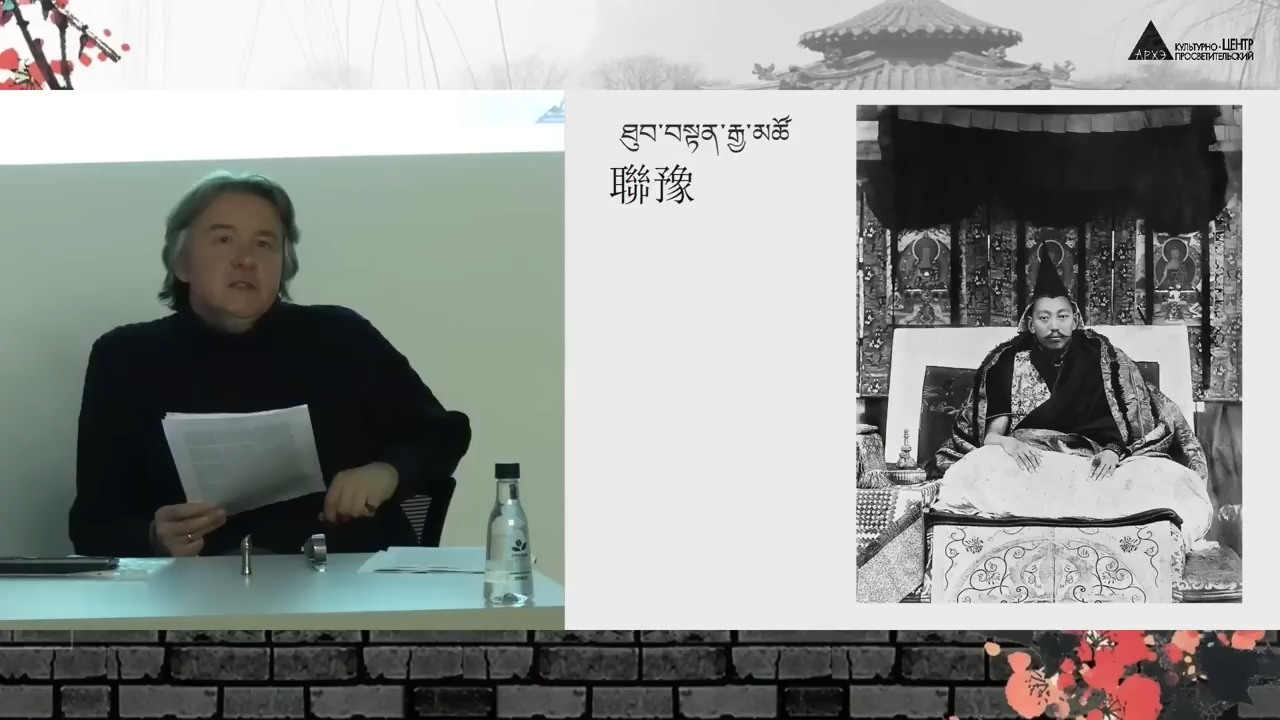 АРХЭ
КУЛЬТУРНО-ЦЕНТР
ПРОСВЕТИТЕЛЬСКИЙ
ཐུབ་བསྟན་རྒྱ་མཚོ
聯豫